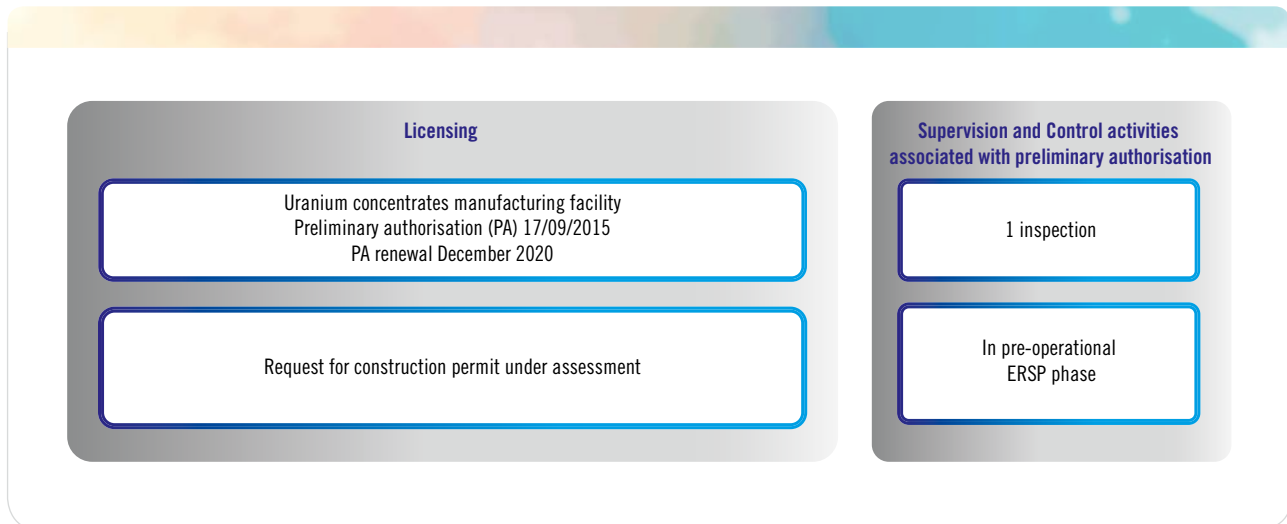 Licensing
Uranium concentrates manufacturing facility
Preliminary authorisation (PA) 17/09/2015
PA renewal December 2020
Request for construction permit under assessment
Supervision and Control activities
associated with preliminary authorisation
1 inspection
In pre-operational
ERSP phase